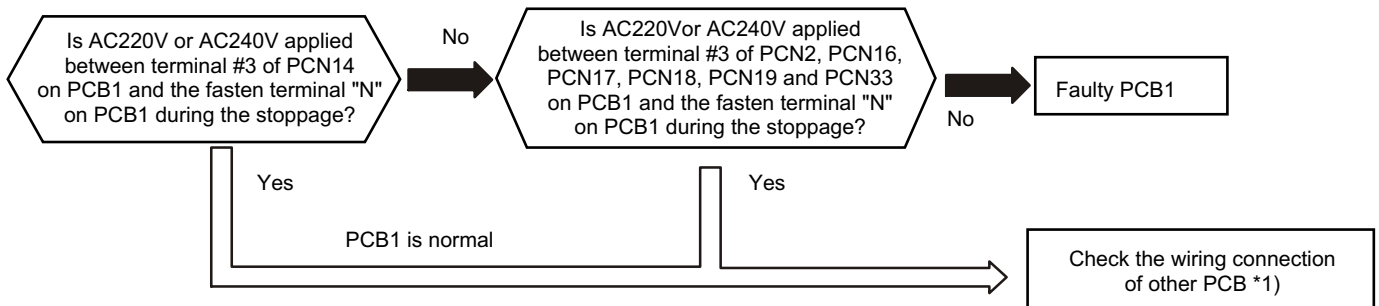 Is AC220V or AC240V applied
between terminal #3 of PCN14
on PCB1 and the fasten terminal "N"
on PCB1 during the stoppage?
No
Is AC220Vor AC240V applied
between terminal #3 of PCN2, PCN16,
PCN17, PCN18, PCN19 and PCN33
on PCB1 and the fasten terminal "N"
on PCB1 during the stoppage?
No
Faulty PCB1
Yes
Yes
PCB1 is normal
Check the wiring connection
of other PCB *1)